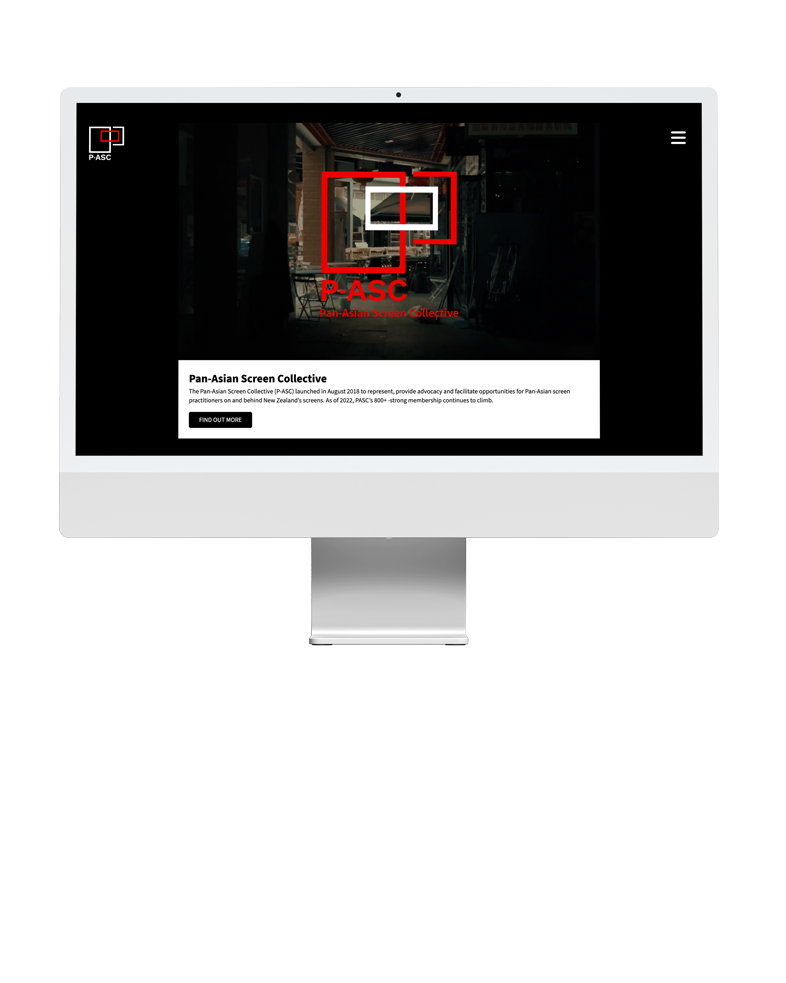 P-ASC
P-ASC
Pan-Asian Screen Collective
Pan-Asian Screen Collective
The Pan-Asian Screen Collective (P-ASC) launched in August 2018 to represent, provide advocacy and facilitate opportunities for Pan-Asian screen
practitioners on and behind New Zealand's screens. As of 2022, PASC's 800+ -strong membership continues to climb.
FIND OUT MORE